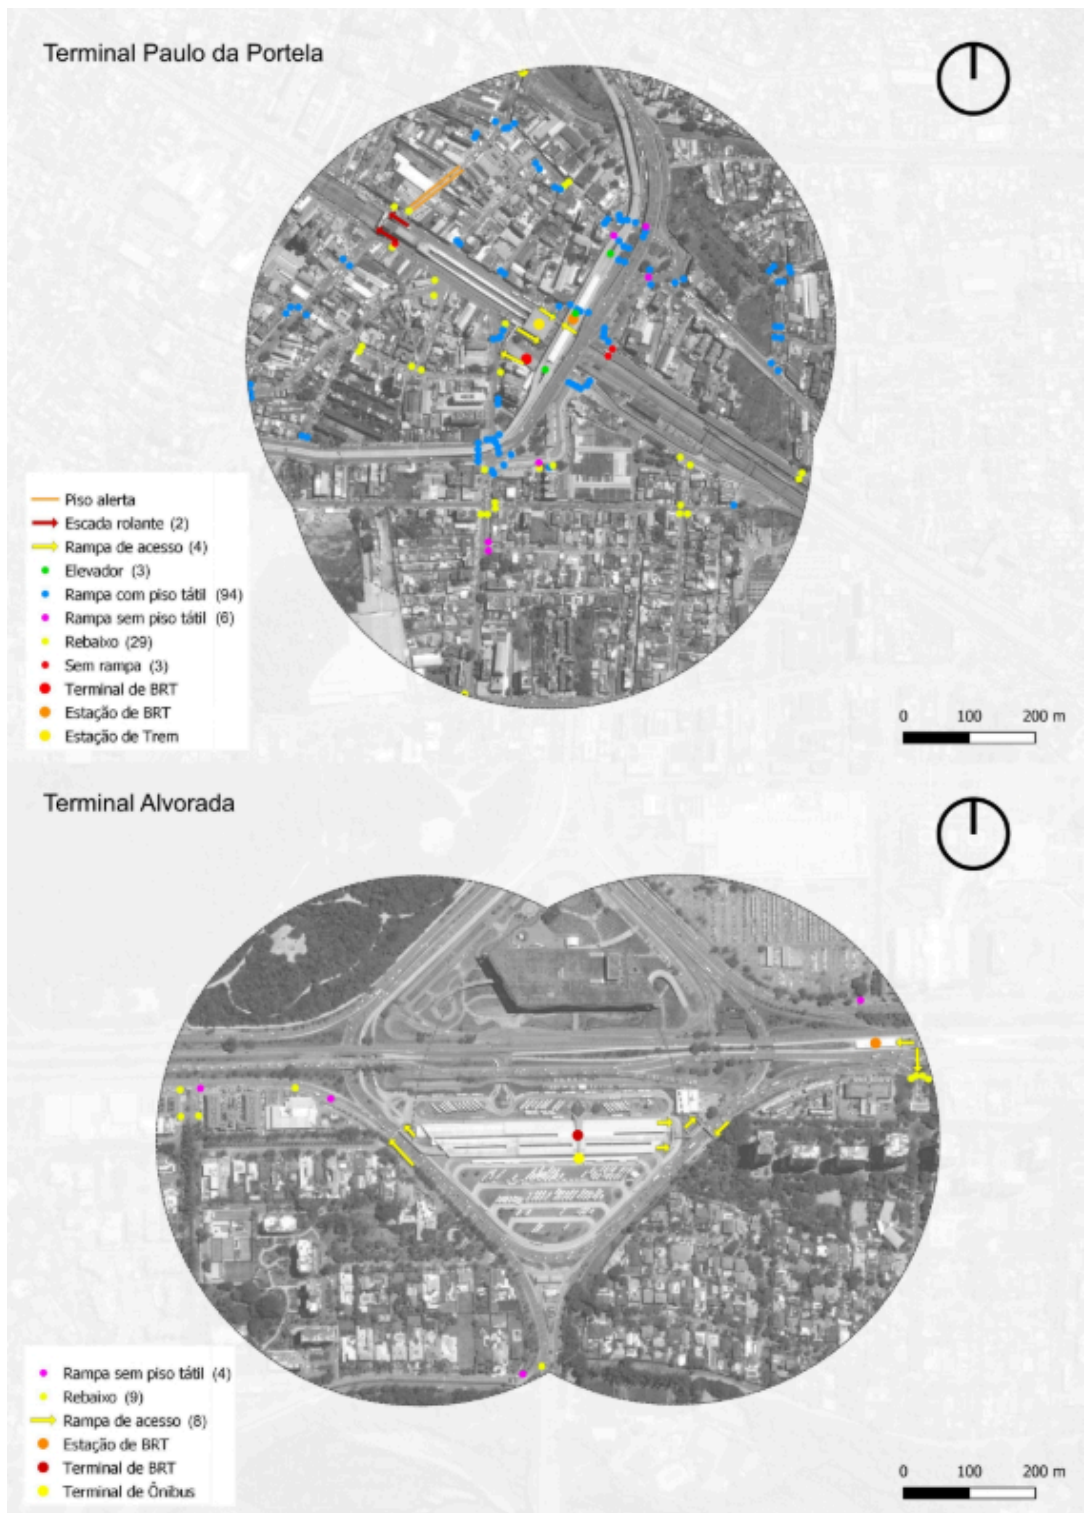 Terminal Paulo da Portela
Piso alerta
Escada rolante (2)
Rampa de acesso (4)
Elevador (3)
Rampa com piso tátil (94)
Rampa sem piso tátil (6)
Rebaixo (29)
Sem rampa (3)
Terminal de BRT
Estação de BRT
Estação de Trem
0 100 200 m
Terminal Alvorada
Rampa sem piso tátil (4)
Rebaixo (9)
Rampa de acesso (8)
Estação de BRT
Terminal de BRT
Terminal de Ônibus
0 100 200 m